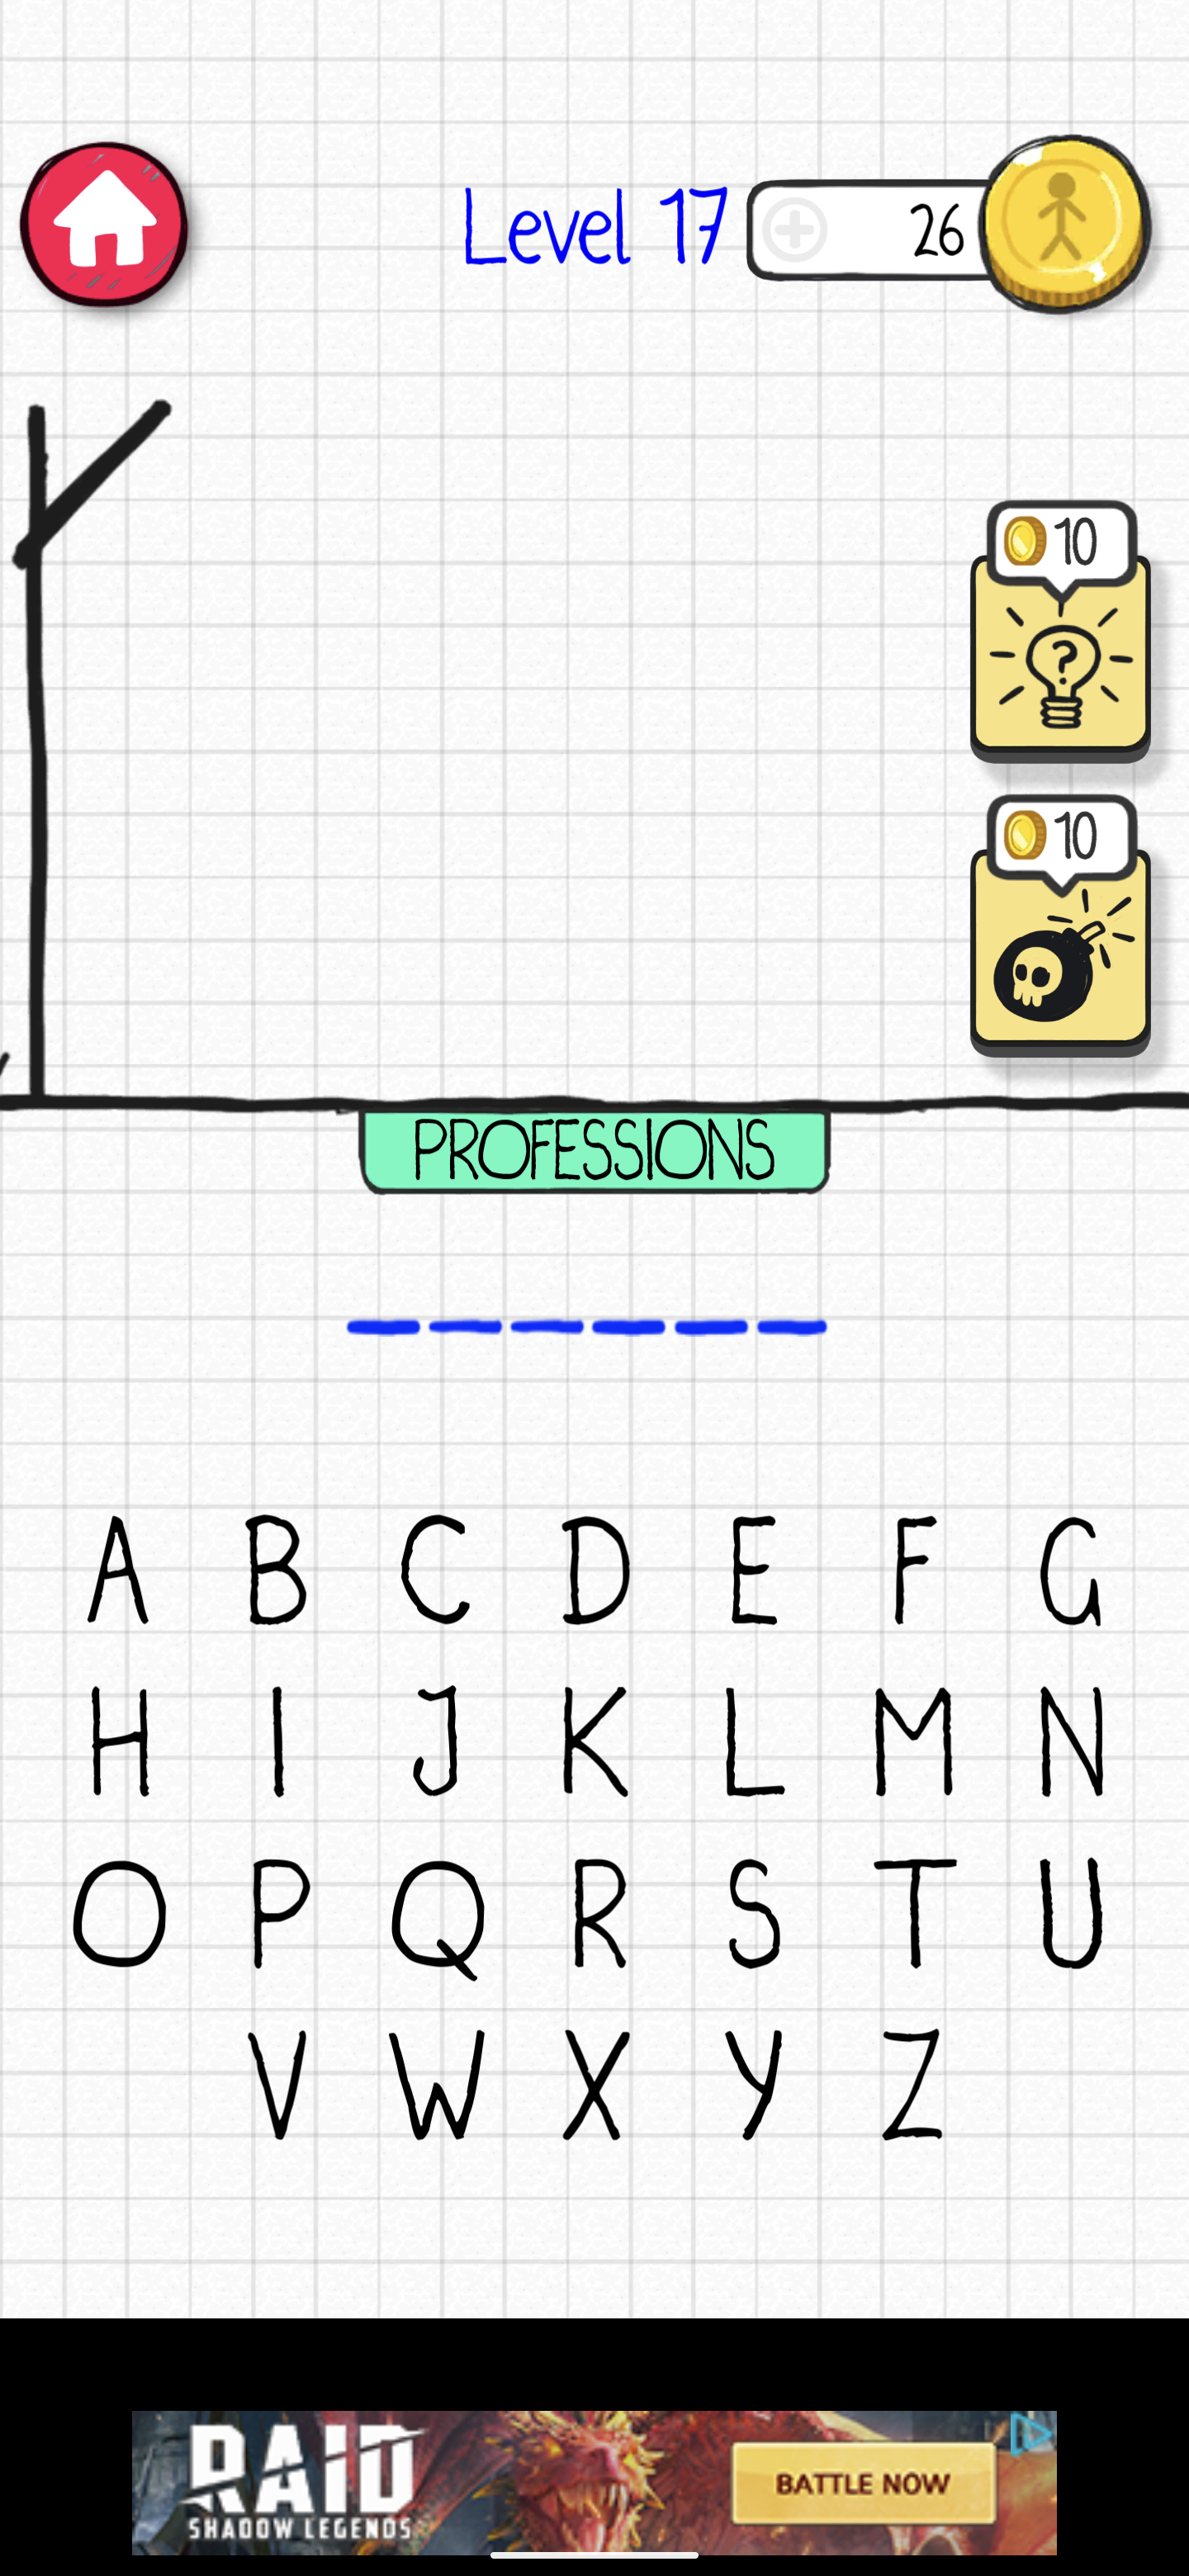 Level 17
26
10
?
10
PROFESSIONS
A B C D E F G
H I J K L M N
O P Q R S T U
V W X Y Z
RAID
SHADOW LEGENDS
BATTLE NOW